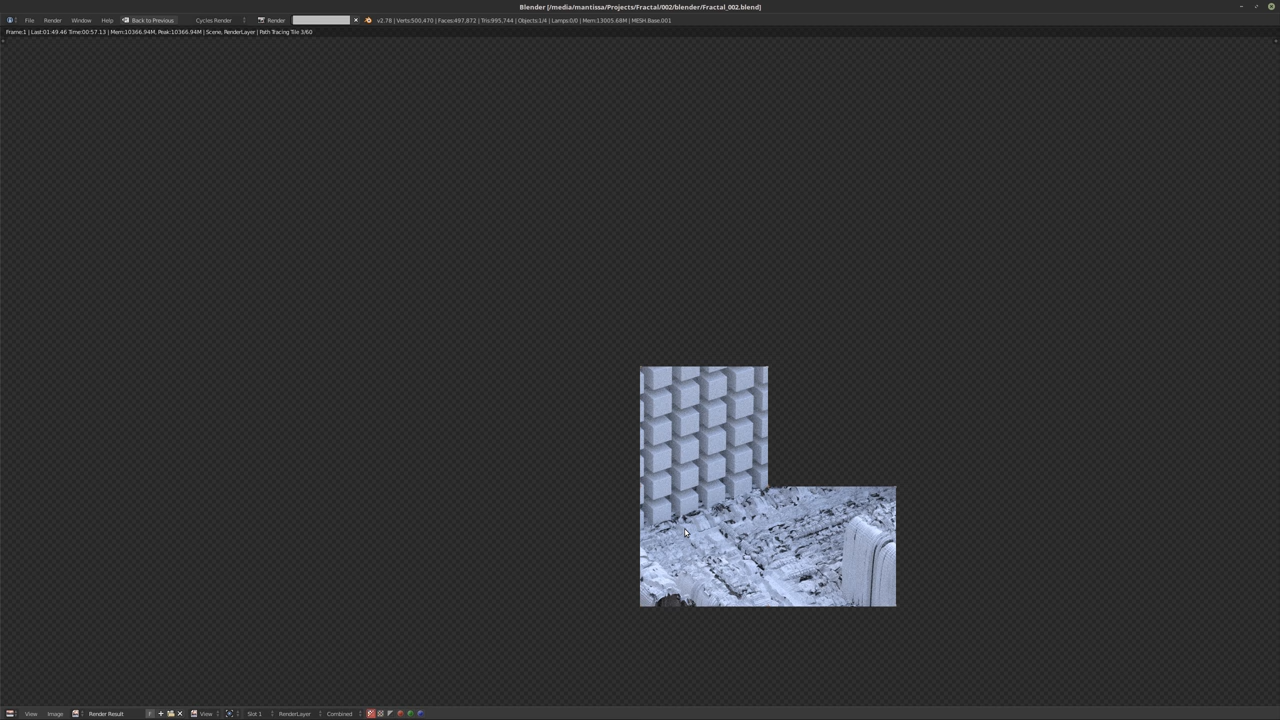 Blender [/media/mantissa/Projects/Fractal/002/blender/Fractal_002.blend]
File Render Window Help Back to Previous Cycles Render Render v2.78 | Verts:500,470 | Faces:497,872 | Tris:995,744 | Objects:1/4 | Lamps:0/0 | Mem:13005.68M | MESH.Base.001
Frame:1 | Last:01:49.46 Time:00:57.13 | Mem:10366.94M, Peak:10366.94M | Scene, RenderLayer | Path Tracing Tile 3/60
View Image Render Result F View Slot 1 RenderLayer Combined